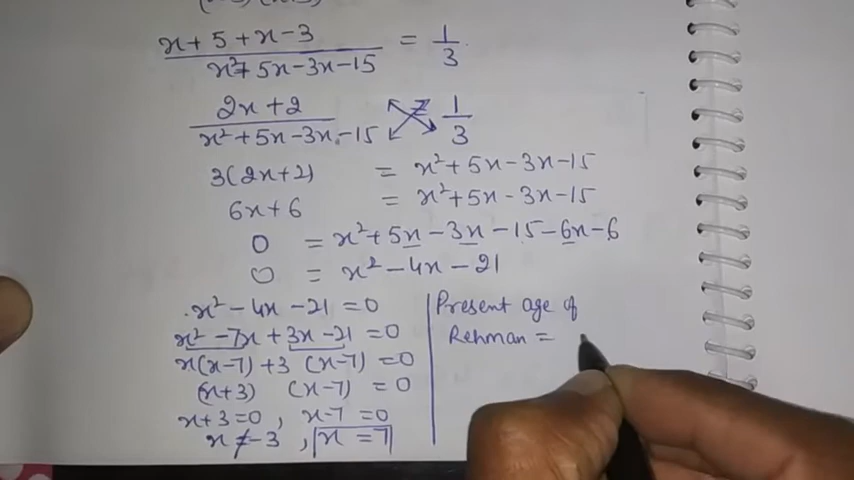 x+5+x-3 / x²+5x-3x-15 = 1/3
2x+2 / x²+5x-3x-15 = 1/3
3(2x+2) = x²+5x-3x-15
6x+6 = x²+5x-3x-15
0 = x²+5x-3x-15-6x-6
0 = x²-4x-21
x²-4x-21=0
x²-7x+3x-21=0
x(x-7)+3 (x-7)=0
(x+3) (x-7)=0
x+3=0, x-7=0
x≠-3, x=7
Present age of
Rehman =